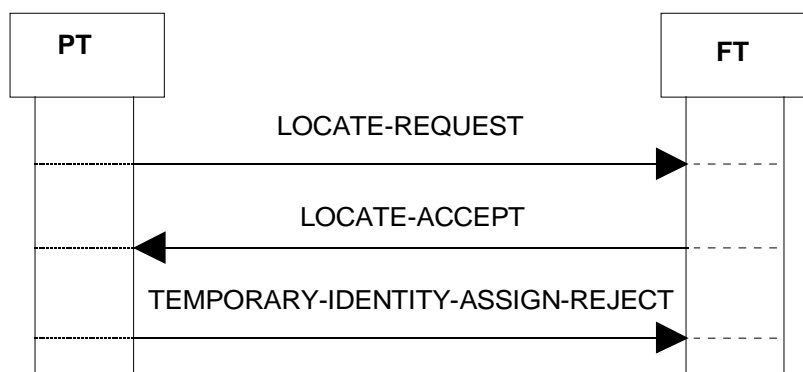 PT
FT
LOCATE-REQUEST
LOCATE-ACCEPT
TEMPORARY-IDENTITY-ASSIGN-REJECT